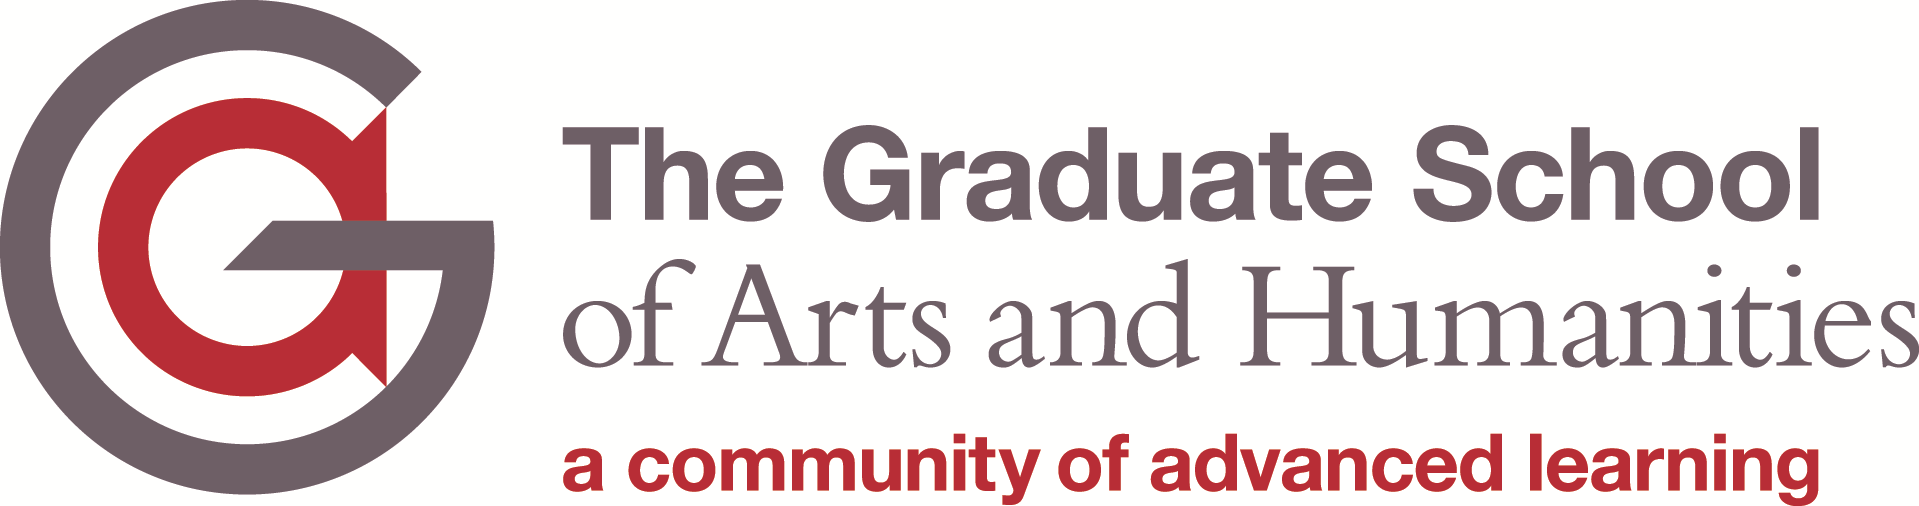 The Graduate School
of Arts and Humanities
a community of advanced learning